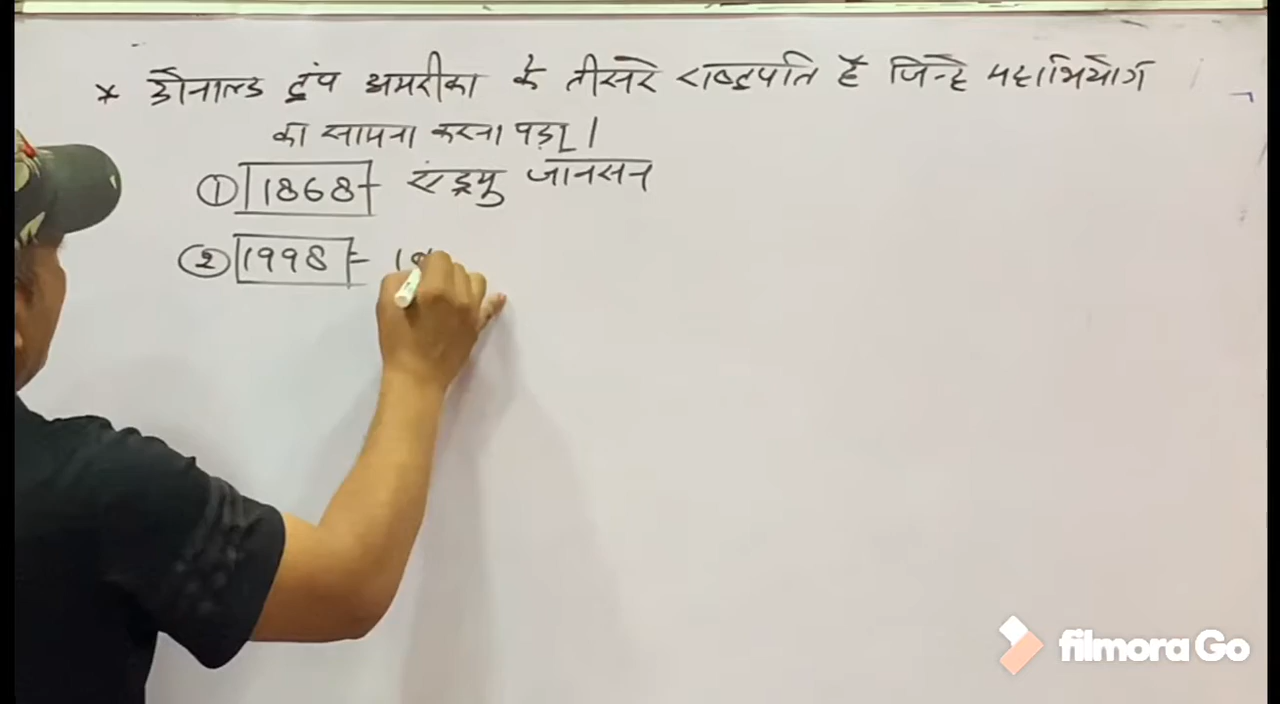 * डोनाल्ड ट्रंप अमरीका के तीसरे राष्ट्रपति हैं जिन्हे महाभियोग
का सामना करना पड़ा।
① 1868- एंड्रयु जानसन
② 1998-
filmora Go